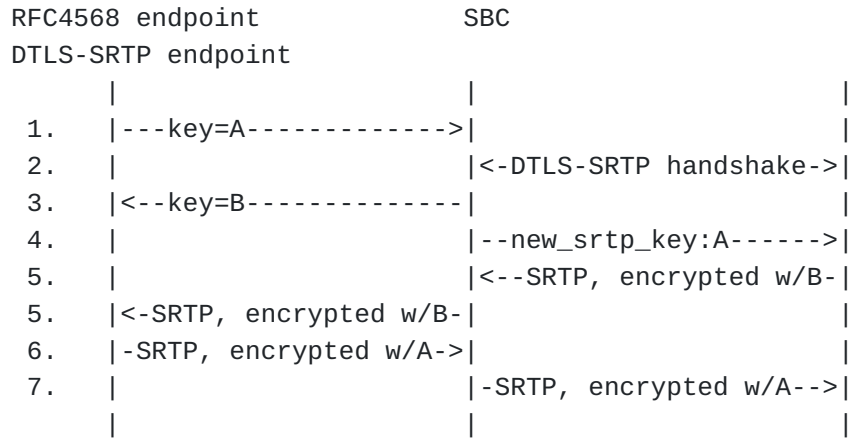 RFC4568 endpoint             SBC
DTLS-SRTP endpoint
      |                      |                       |
 1.   |---key=A------------->|                       |
 2.   |                      |<-DTLS-SRTP handshake->|
 3.   |<--key=B--------------|                       |
 4.   |                      |--new_srtp_key:A------>|
 5.   |                      |<--SRTP, encrypted w/B-|
 5.   |<-SRTP, encrypted w/B-|                       |
 6.   |-SRTP, encrypted w/A->|                       |
 7.   |                      |-SRTP, encrypted w/A-->|
      |                      |                       |